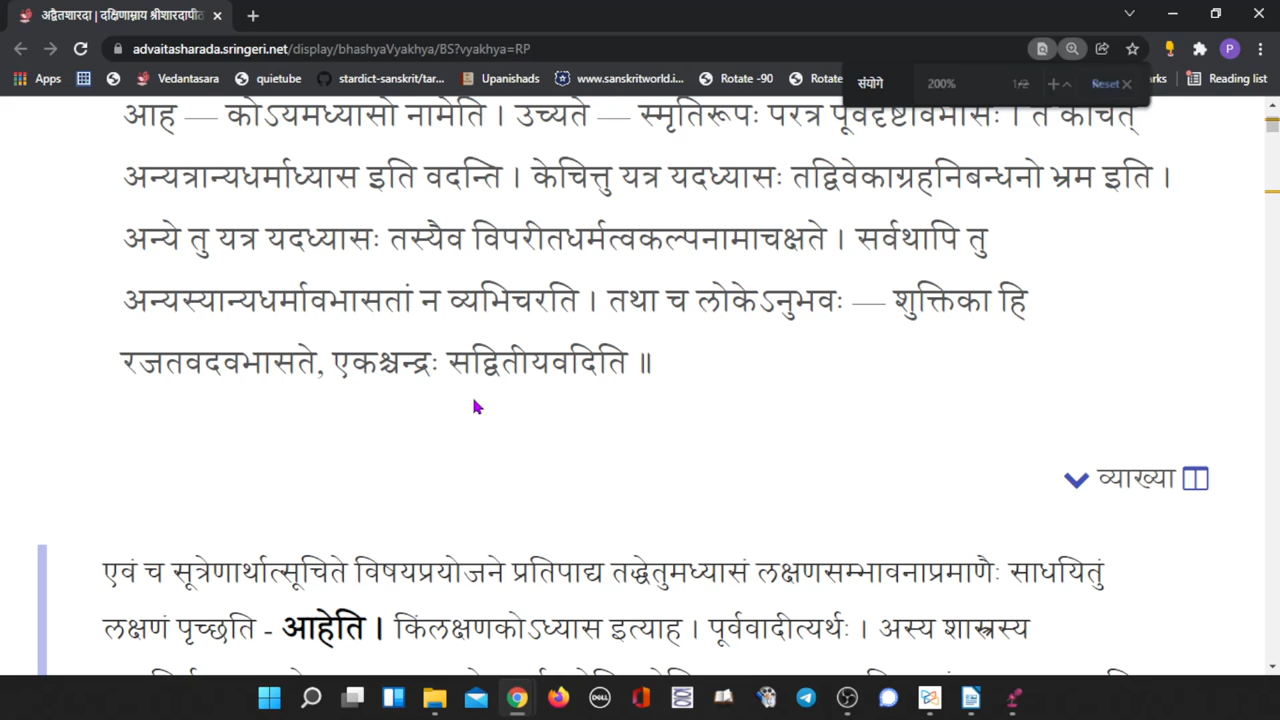 अद्वैतशारदा | दक्षिणाम्नाय श्रीशारदापीठ
advaitasharada.sringeri.net/display/bhashyaVyakhya/BS?vyakhya=RP
P
Apps Vedantasara quietube stardict-sanskrit/tar... Upanishads www.sanskritworld.i... Rotate -90 Rotate Reading list
संयोगे 200% 1/2 Reset
आह — कोऽयमध्यासो नामेति । उच्यते — स्मृतिरूपः परत्र पूर्वदृष्टावभासः । तं केचित्
अन्यत्रान्यधर्माध्यास इति वदन्ति । केचित्तु यत्र यदध्यासः तद्विवेकाग्रहनिबन्धनो भ्रम इति ।
अन्ये तु यत्र यदध्यासः तस्यैव विपरीतधर्मत्वकल्पनामाचक्षते । सर्वथापि तु
अन्यस्यान्यधर्मावभासतां न व्यभिचरति । तथा च लोकेऽनुभवः — शुक्तिका हि
रजतवदवभासते, एकश्चन्द्रः सद्वितीयवदिति ॥
व्याख्या
एवं च सूत्रेणार्थात्सूचिते विषयप्रयोजने प्रतिपाद्य तद्धेतुमध्यासं लक्षणसम्भावनाप्रमाणैः साधयितुं
लक्षणं पृच्छति - आहेति । किंलक्षणकोऽध्यास इत्याह । पूर्ववादीत्यर्थः । अस्य शास्त्रस्य
DELL